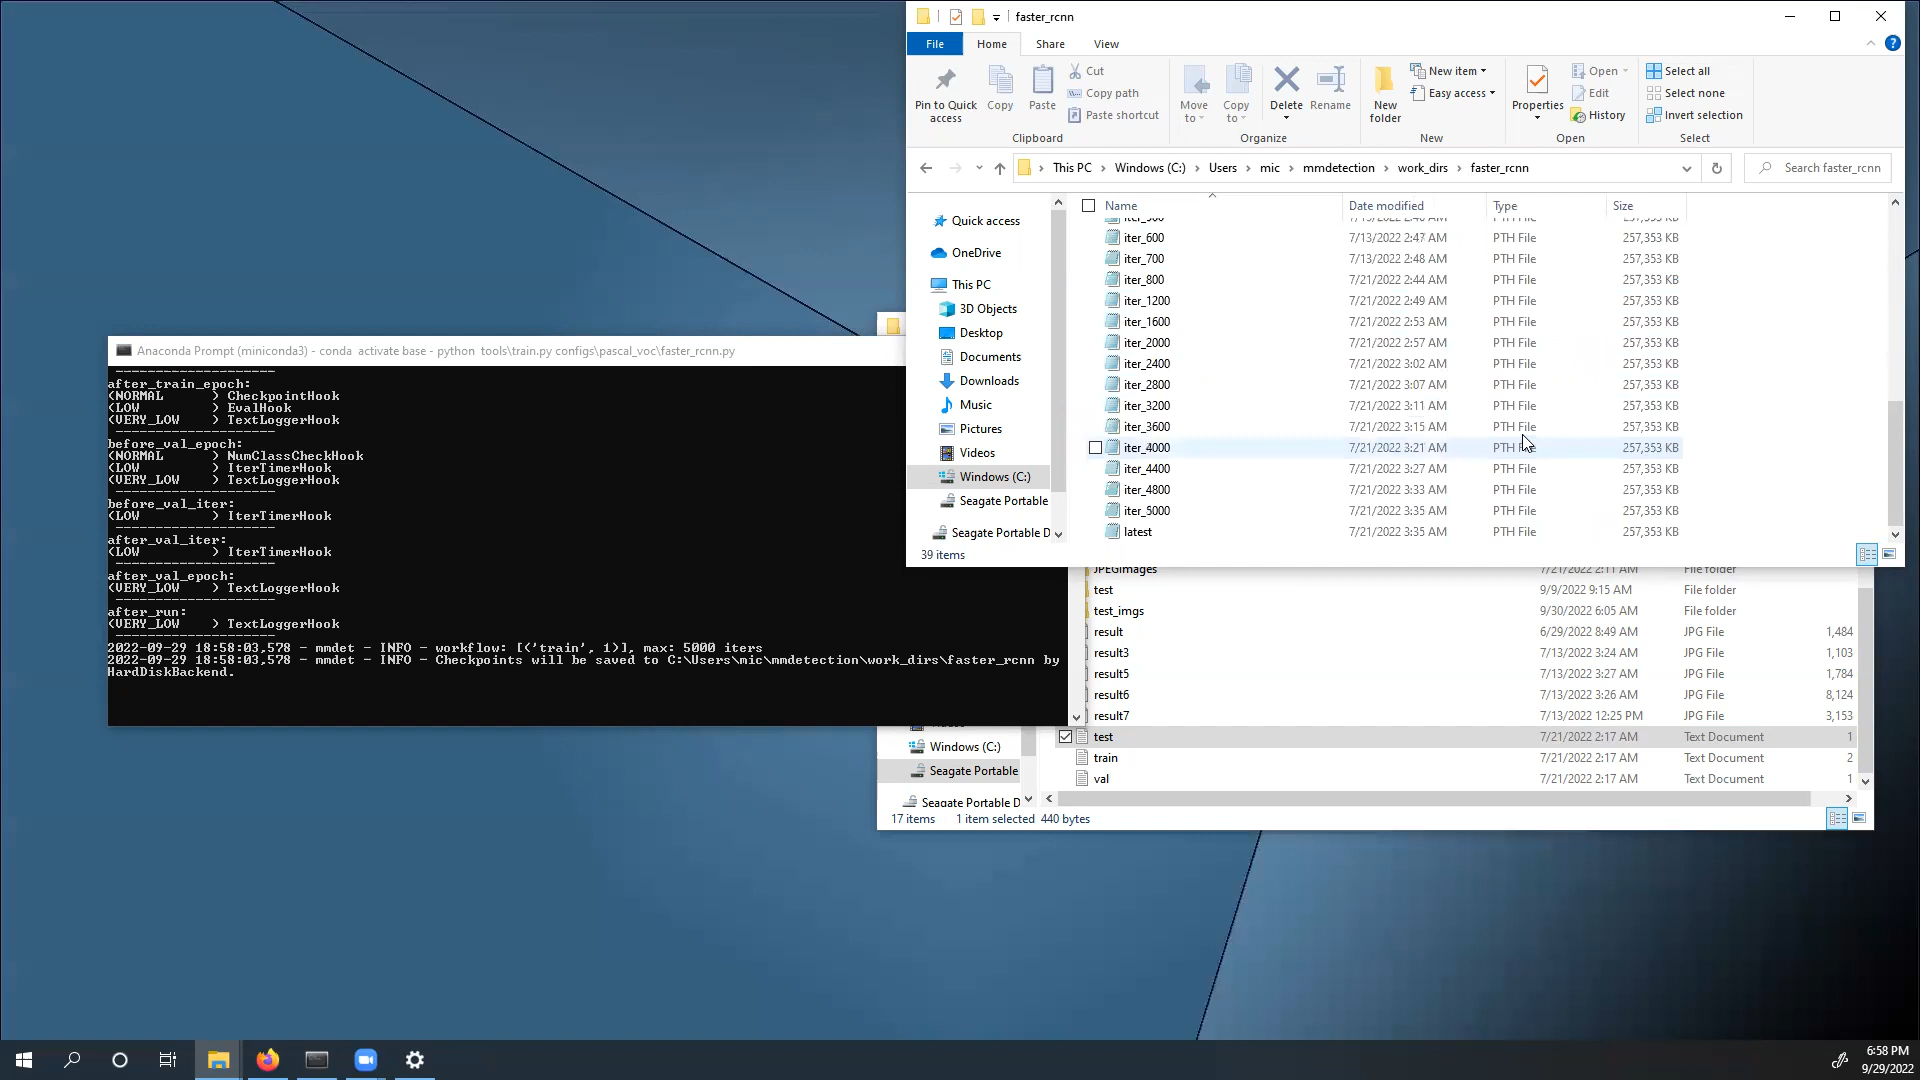 faster_rcnn
File
Home
Share
View
Pin to Quick access
Copy
Paste
Cut
Copy path
Paste shortcut
Clipboard
Move to
Copy to
Delete
Rename
Organize
New folder
New item
Easy access
New
Properties
Open
Edit
History
Open
Select all
Select none
Invert selection
Select
This PC > Windows (C:) > Users > mic > mmdetection > work_dirs > faster_rcnn
Search faster_rcnn
Quick access
OneDrive
This PC
3D Objects
Desktop
Documents
Downloads
Music
Pictures
Videos
Windows (C:)
Seagate Portable
Seagate Portable D
Name Date modified Type Size
iter_600 7/13/2022 2:47 AM PTH File 257,353 KB
iter_700 7/13/2022 2:48 AM PTH File 257,353 KB
iter_800 7/21/2022 2:44 AM PTH File 257,353 KB
iter_1200 7/21/2022 2:49 AM PTH File 257,353 KB
iter_1600 7/21/2022 2:53 AM PTH File 257,353 KB
iter_2000 7/21/2022 2:57 AM PTH File 257,353 KB
iter_2400 7/21/2022 3:02 AM PTH File 257,353 KB
iter_2800 7/21/2022 3:07 AM PTH File 257,353 KB
iter_3200 7/21/2022 3:11 AM PTH File 257,353 KB
iter_3600 7/21/2022 3:15 AM PTH File 257,353 KB
iter_4000 7/21/2022 3:21 AM PTH File 257,353 KB
iter_4400 7/21/2022 3:27 AM PTH File 257,353 KB
iter_4800 7/21/2022 3:33 AM PTH File 257,353 KB
iter_5000 7/21/2022 3:35 AM PTH File 257,353 KB
latest 7/21/2022 3:35 AM PTH File 257,353 KB
39 items
Anaconda Prompt (miniconda3) - conda activate base - python tools\train.py configs\pascal_voc\faster_rcnn.py
--------------------
after_train_epoch:
(NORMAL ) CheckpointHook
(LOW ) EvalHook
(VERY_LOW ) TextLoggerHook
--------------------
before_val_epoch:
(NORMAL ) NumClassCheckHook
(LOW ) IterTimerHook
(VERY_LOW ) TextLoggerHook
--------------------
before_val_iter:
(LOW ) IterTimerHook
--------------------
after_val_iter:
(LOW ) IterTimerHook
--------------------
after_val_epoch:
(VERY_LOW ) TextLoggerHook
--------------------
after_run:
(VERY_LOW ) TextLoggerHook
--------------------
2022-09-29 18:58:03,578 - mmdet - INFO - workflow: [('train', 1)], max: 5000 iters
2022-09-29 18:58:03,578 - mmdet - INFO - Checkpoints will be saved to C:\Users\mic\mmdetection\work_dirs\faster_rcnn by
HardDiskBackend.
JPEGImages 7/21/2022 2:11 AM File folder
test 9/9/2022 9:15 AM File folder
test_imgs 9/30/2022 6:05 AM File folder
result 6/29/2022 8:49 AM JPG File 1,484
result3 7/13/2022 3:24 AM JPG File 1,103
result5 7/13/2022 3:27 AM JPG File 1,784
result6 7/13/2022 3:26 AM JPG File 8,124
result7 7/13/2022 12:25 PM JPG File 3,153
test 7/21/2022 2:17 AM Text Document 1
train 7/21/2022 2:17 AM Text Document 2
val 7/21/2022 2:17 AM Text Document 1
Windows (C:)
Seagate Portable
Seagate Portable D
17 items 1 item selected 440 bytes
6:58 PM
9/29/2022